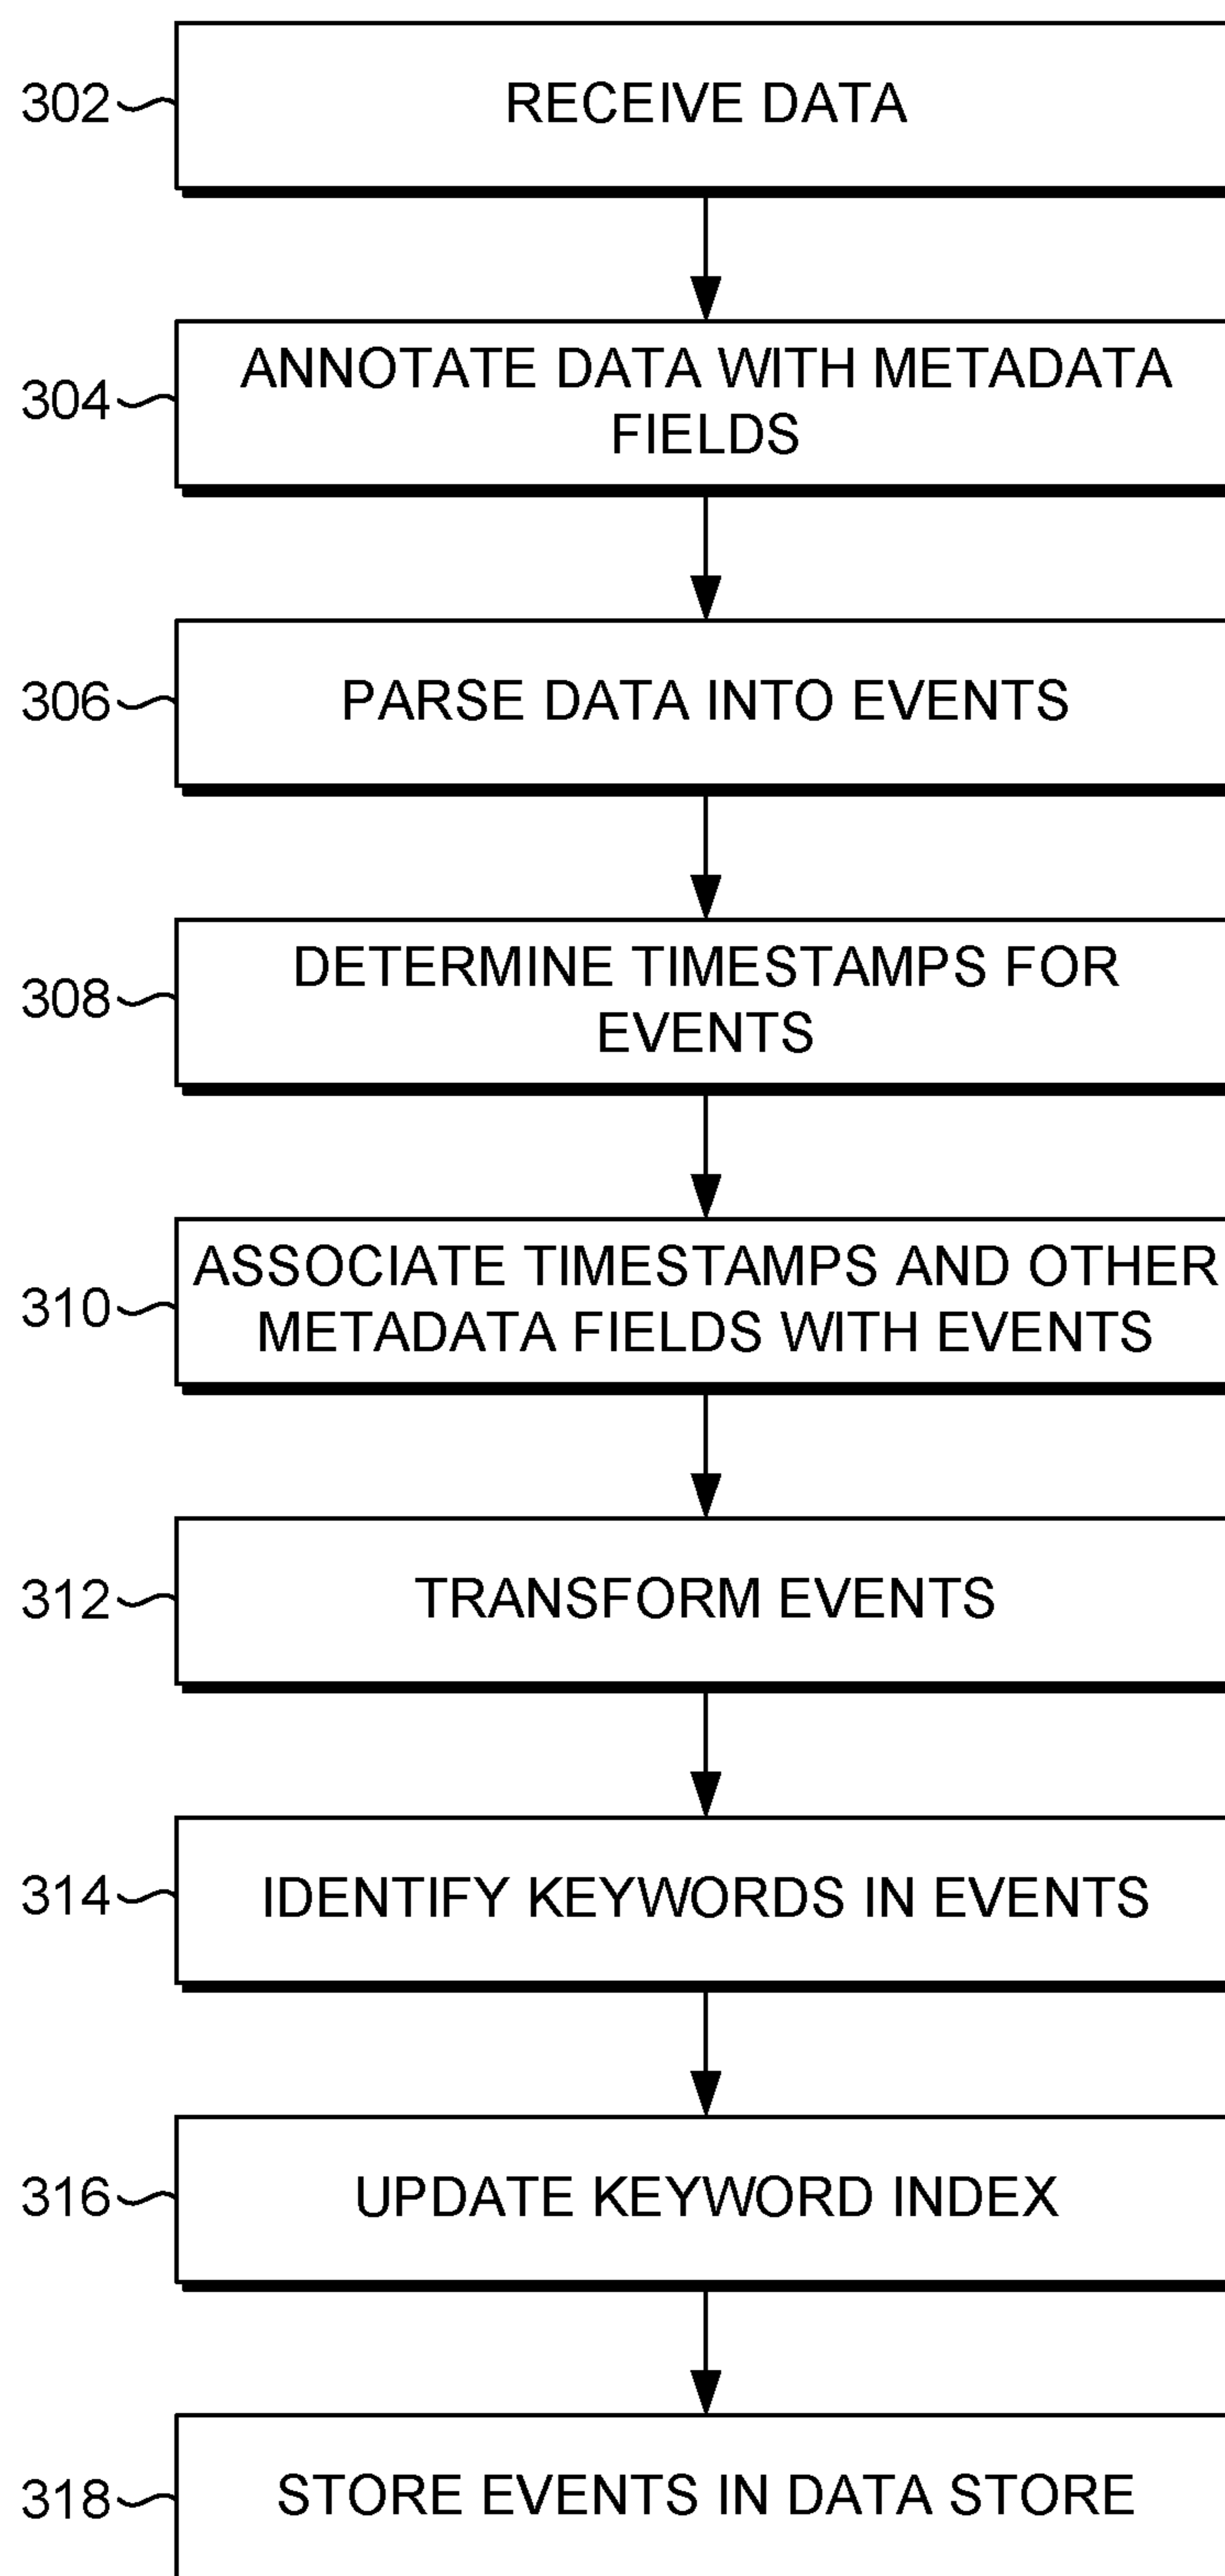 302
RECEIVE DATA
304
ANNOTATE DATA WITH METADATA
FIELDS
306
PARSE DATA INTO EVENTS
308
DETERMINE TIMESTAMPS FOR
EVENTS
310
ASSOCIATE TIMESTAMPS AND OTHER
METADATA FIELDS WITH EVENTS
312
TRANSFORM EVENTS
314
IDENTIFY KEYWORDS IN EVENTS
316
UPDATE KEYWORD INDEX
318
STORE EVENTS IN DATA STORE